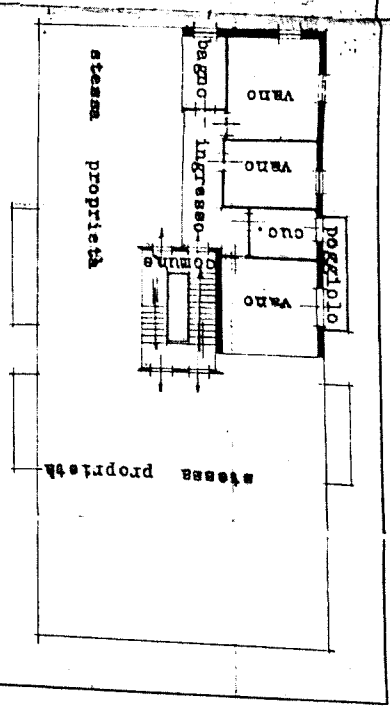 bagno
ingresso
vano
vano
cuc.
vano
poggiolo
comune
stessa proprietà
stessa proprietà